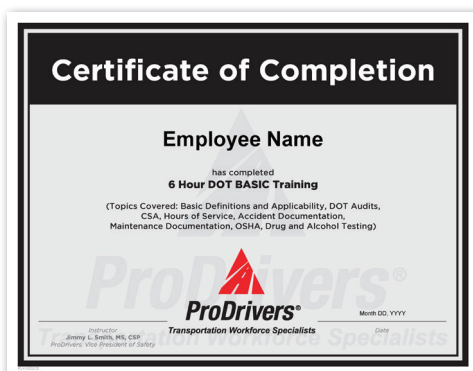 Certificate of Completion
Employee Name
has completed
6 Hour DOT BASIC Training
(Topics Covered: Basic Definitions and Applicability, DOT Audits,
CSA, Hours of Service, Accident Documentation,
Maintenance Documentation, OSHA, Drug and Alcohol Testing)
ProDrivers®
ProDrivers®
Transportation Workforce Specialists
Month DD, YYYY
Transportation Workforce Specialists
Instructor
Jimmy L. Smith, MS, CSP
ProDrivers: Vice President of Safety
Date